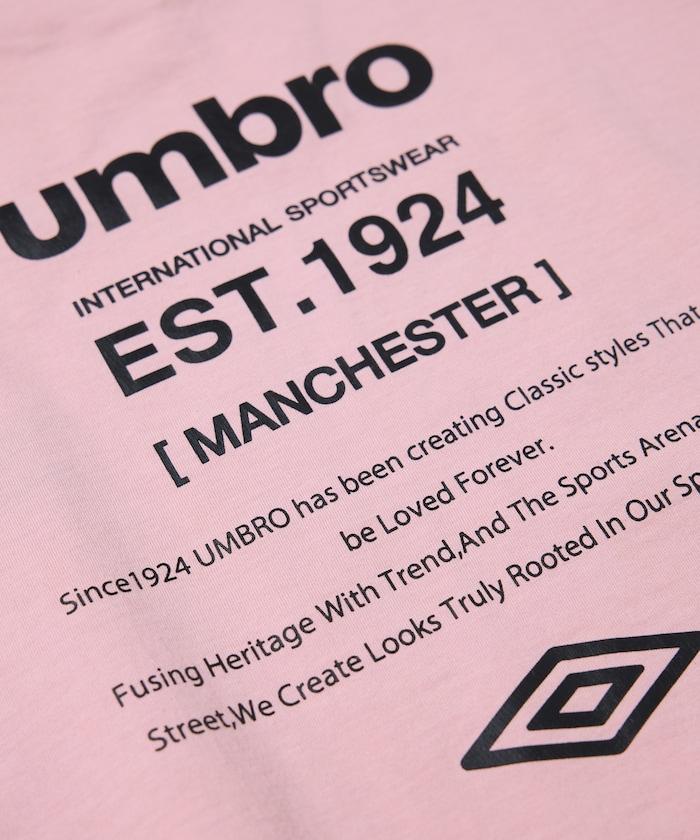 umbro
INTERNATIONAL SPORTSWEAR
EST.1924
[ MANCHESTER ]
Since1924 UMBRO has been creating Classic styles That
be Loved Forever.
Fusing Heritage With Trend,And The Sports Arena
Street,We Create Looks Truly Rooted In Our